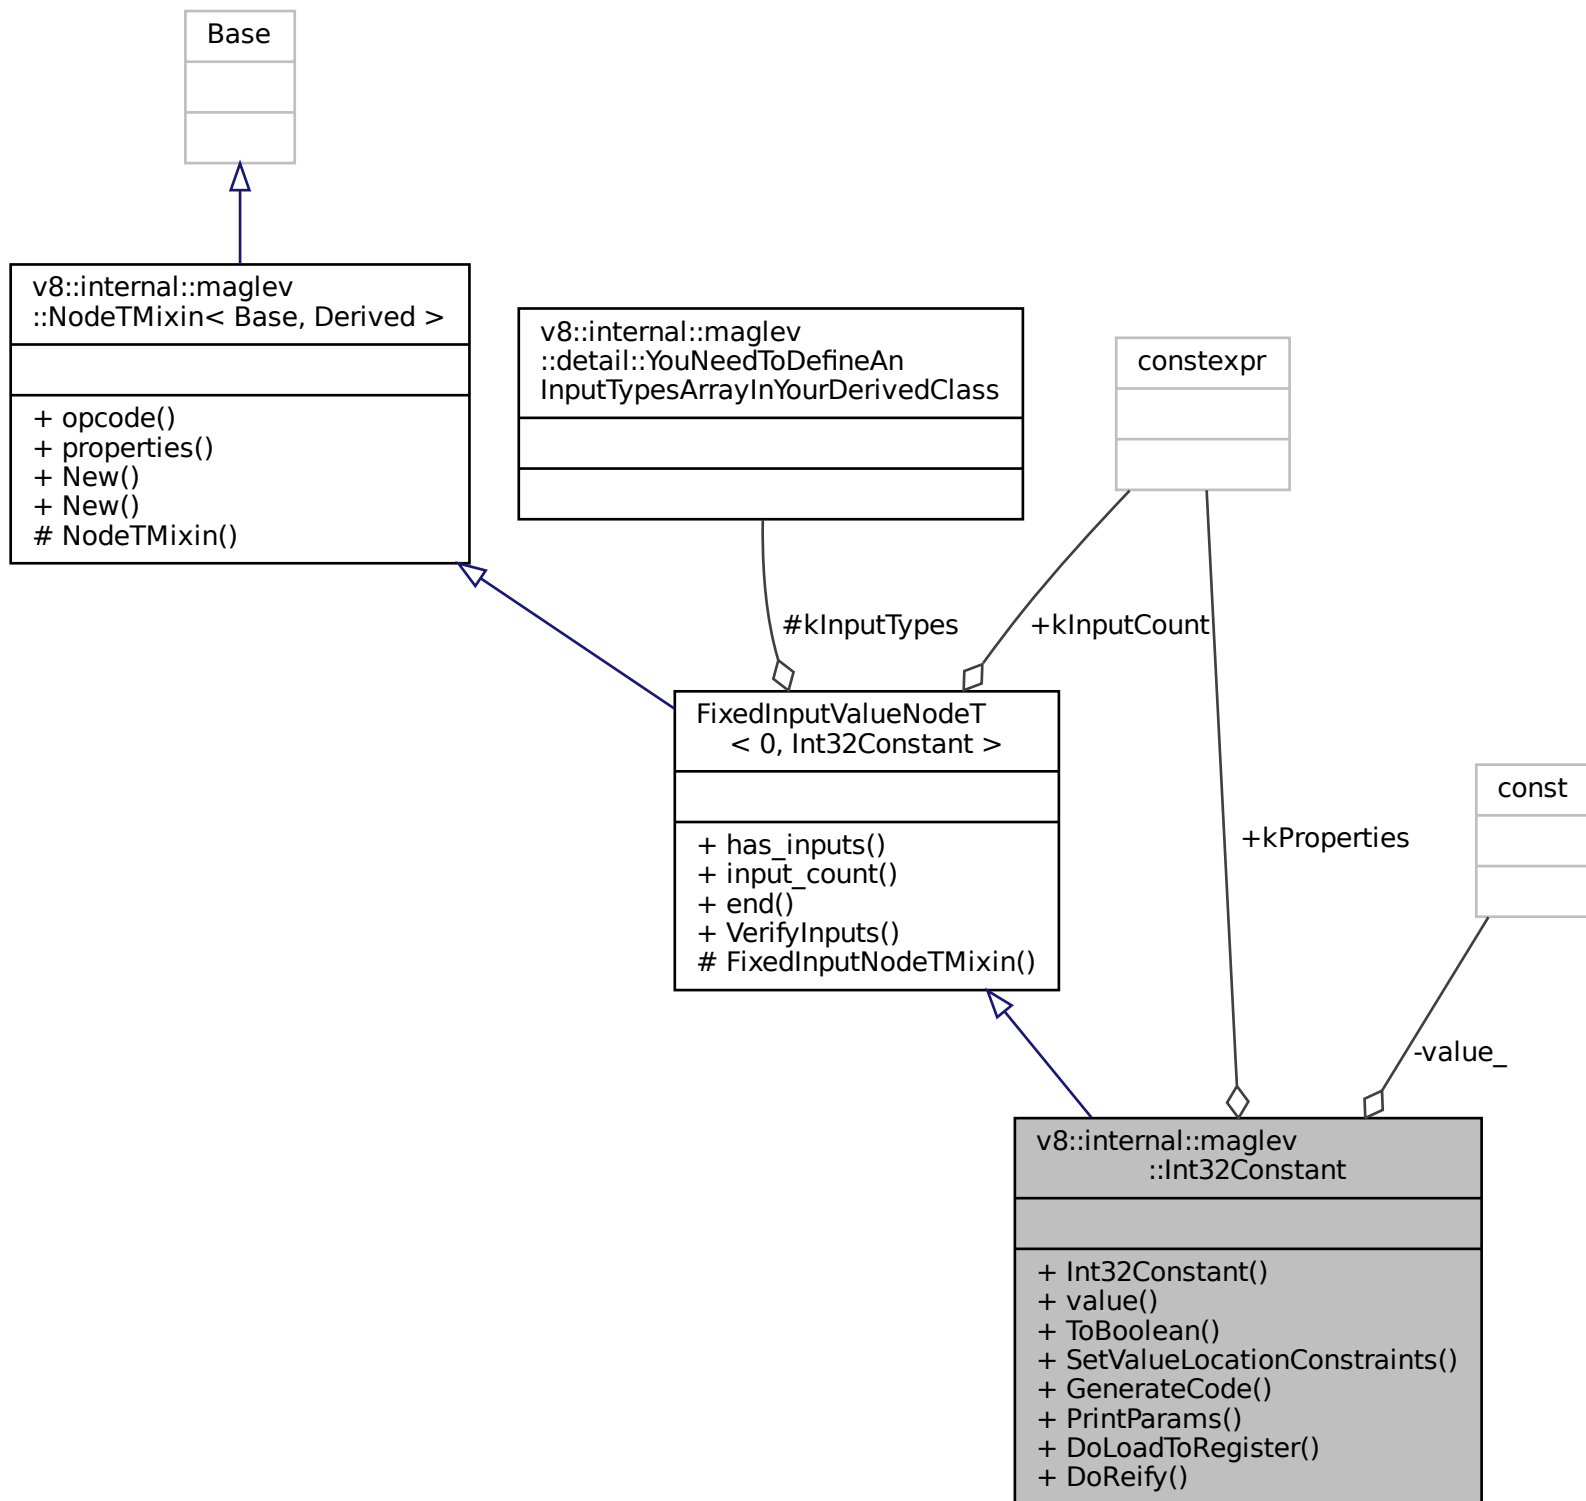 Base
v8::internal::maglev
::NodeTMixin< Base, Derived >
+ opcode()
+ properties()
+ New()
+ New()
# NodeTMixin()
v8::internal::maglev
::detail::YouNeedToDefineAn
InputTypesArrayInYourDerivedClass
constexpr
#kInputTypes
+kInputCount
FixedInputValueNodeT
< 0, Int32Constant >
+ has_inputs()
+ input_count()
+ end()
+ VerifyInputs()
# FixedInputNodeTMixin()
const
+kProperties
-value_
v8::internal::maglev
::Int32Constant
+ Int32Constant()
+ value()
+ ToBoolean()
+ SetValueLocationConstraints()
+ GenerateCode()
+ PrintParams()
+ DoLoadToRegister()
+ DoReify()